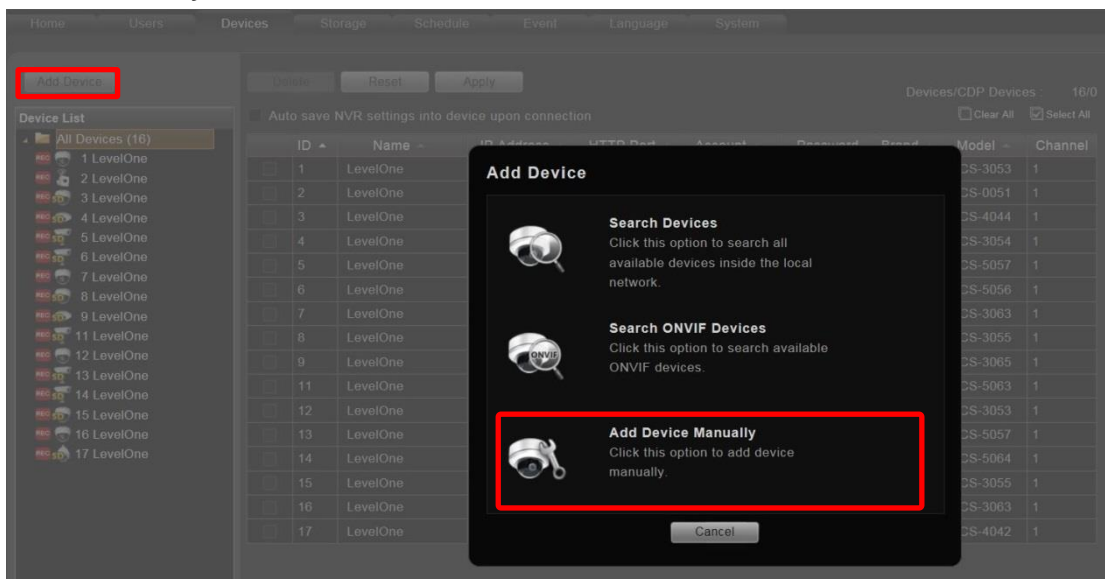 Home Users Devices Storage Schedule Event Language System
Add Device
Delete Reset Apply
Devices/CDP Devices : 16/0
Device List
Auto save NVR settings into device upon connection
Clear All Select All
All Devices (16)
1 LevelOne
2 LevelOne
3 LevelOne
4 LevelOne
5 LevelOne
6 LevelOne
7 LevelOne
8 LevelOne
9 LevelOne
11 LevelOne
12 LevelOne
13 LevelOne
14 LevelOne
15 LevelOne
16 LevelOne
17 LevelOne
ID Name IP Address HTTP Port Account Password Brand Model Channel
1 LevelOne CS-3053 1
2 LevelOne CS-0051 1
3 LevelOne CS-4044 1
4 LevelOne CS-3054 1
5 LevelOne CS-5057 1
6 LevelOne CS-5056 1
7 LevelOne CS-3063 1
8 LevelOne CS-3055 1
9 LevelOne CS-3065 1
11 LevelOne CS-5063 1
12 LevelOne CS-3053 1
13 LevelOne CS-5057 1
14 LevelOne CS-5064 1
15 LevelOne CS-3055 1
16 LevelOne CS-3063 1
17 LevelOne CS-4042 1
Add Device
Search Devices
Click this option to search all
available devices inside the local
network.
ONVIF
Search ONVIF Devices
Click this option to search available
ONVIF devices.
Add Device Manually
Click this option to add device
manually.
Cancel